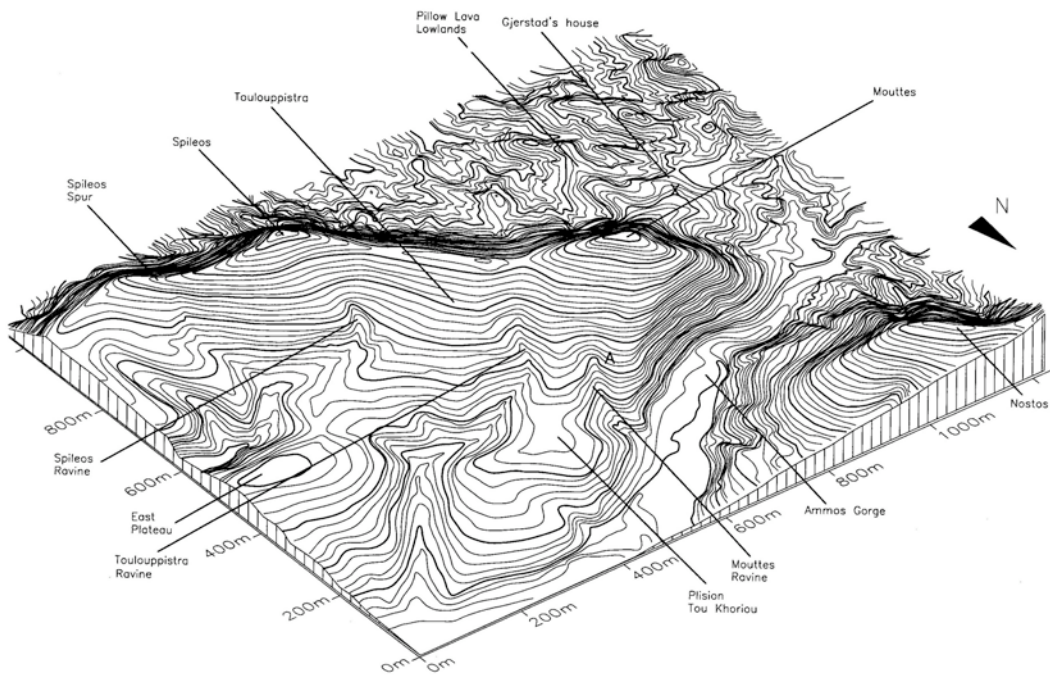 Pillow Lava
Lowlands
Gjerstad's house
Mouttes
Toulouppistra
Spileos
Spileos
Spur
N
A
Nostos
Ammos Gorge
Mouttes
Ravine
Plisian
Tou Khoriou
Spileos
Ravine
East
Plateau
Toulouppistra
Ravine
800m
600m
400m
200m
0m
0m
200m
400m
600m
800m
1000m